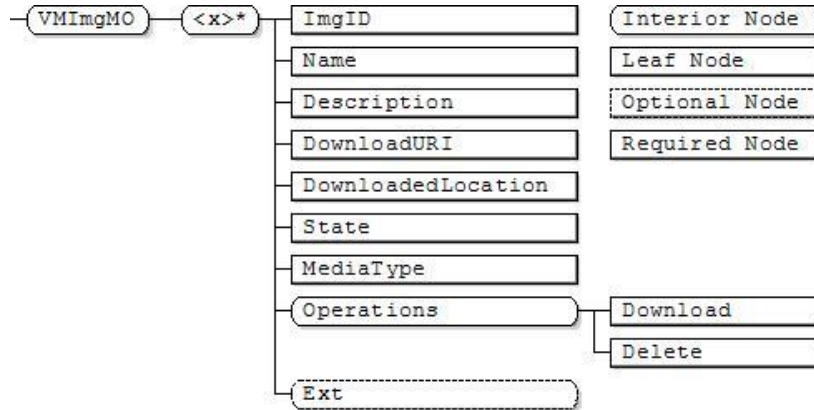 VMImgMO
<x>*
ImgID
Name
Description
DownloadURI
DownloadedLocation
State
MediaType
Operations
Download
Delete
Ext
Interior Node
Leaf Node
Optional Node
Required Node